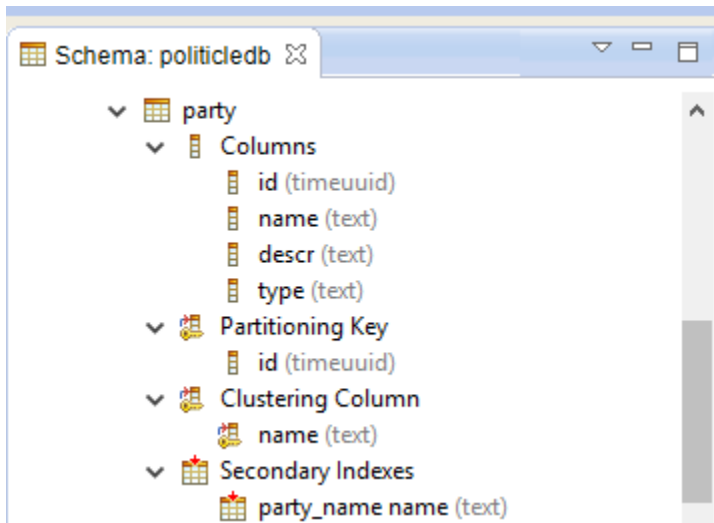 Schema: politicledb
party
Columns
id (timeuuid)
name (text)
descr (text)
type (text)
Partitioning Key
id (timeuuid)
Clustering Column
name (text)
Secondary Indexes
party_name name (text)